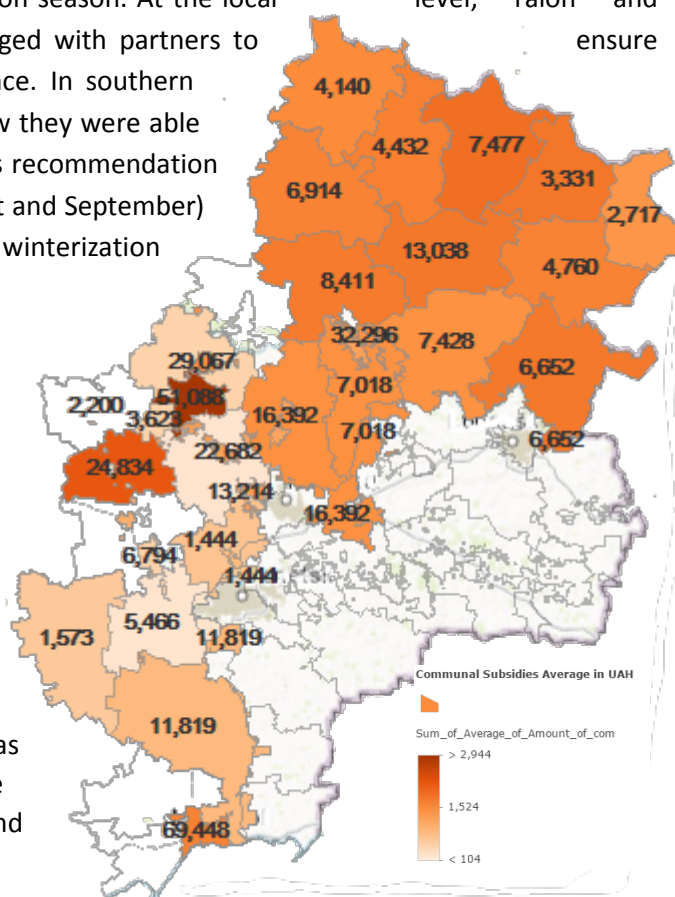 on season. At the local level, raion and
ged with partners to ensure
ce. In southern
w they were able
s recommendation
t and September)
winterization
4,140
4,432
7,477
3,331
6,914
2,717
13,038
4,760
8,411
32,296
7,428
29,067
6,652
7,018
2,200
51,088
3,623
16,392
7,018
6,652
22,682
24,834
13,214
16,392
1,444
6,794
1,444
5,466
1,573
11,819
Communal Subsidies Average in UAH
11,819
Sum_of_Average_of_Amount_of_com
as
> 2,944
e
1,524
nd
69,448
< 104